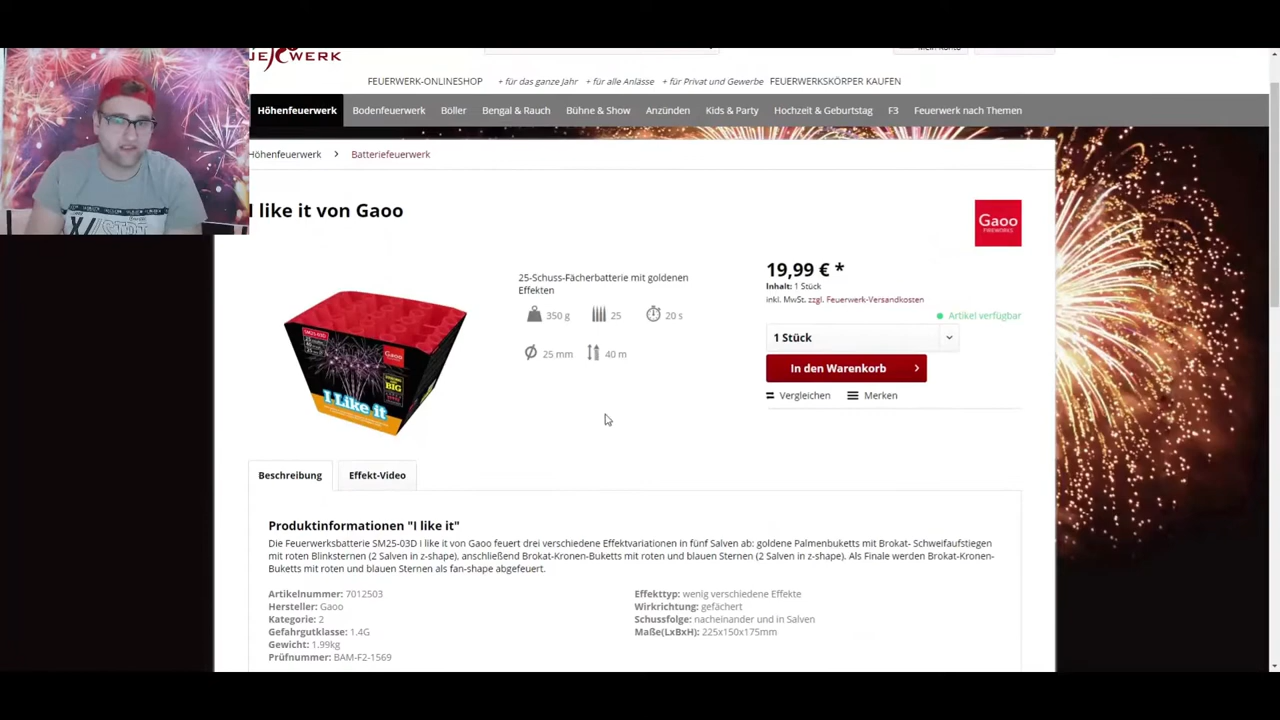 WERK
FEUERWERK-ONLINESHOP + für das ganze Jahr + für alle Anlässe + für Privat und Gewerbe FEUERWERKSKÖRPER KAUFEN
Höhenfeuerwerk Bodenfeuerwerk Böller Bengal & Rauch Bühne & Show Anzünden Kids & Party Hochzeit & Geburtstag F3 Feuerwerk nach Themen
Höhenfeuerwerk > Batteriefeuerwerk
I like it von Gaoo
Gaoo
FIREWORKS
25-Schuss-Fächerbatterie mit goldenen
Effekten
350 g 25 20 s
25 mm 40 m
19,99 € *
Inhalt: 1 Stück
inkl. MwSt. zzgl. Feuerwerk-Versandkosten
Artikel verfügbar
1 Stück
In den Warenkorb
Vergleichen Merken
Gaoo
BIG
I Like it
Beschreibung Effekt-Video
Produktinformationen "I like it"
Die Feuerwerksbatterie SM25-03D I like it von Gaoo feuert drei verschiedene Effektvariationen in fünf Salven ab: goldene Palmenbuketts mit Brokat- Schweifaufstiegen
mit roten Blinksternen (2 Salven in z-shape), anschließend Brokat-Kronen-Buketts mit roten und blauen Sternen (2 Salven in z-shape). Als Finale werden Brokat-Kronen-
Buketts mit roten und blauen Sternen als fan-shape abgefeuert.
Artikelnummer: 7012503
Hersteller: Gaoo
Kategorie: 2
Gefahrgutklasse: 1.4G
Gewicht: 1.99kg
Prüfnummer: BAM-F2-1569
Effekttyp: wenig verschiedene Effekte
Wirkrichtung: gefächert
Schussfolge: nacheinander und in Salven
Maße(LxBxH): 225x150x175mm